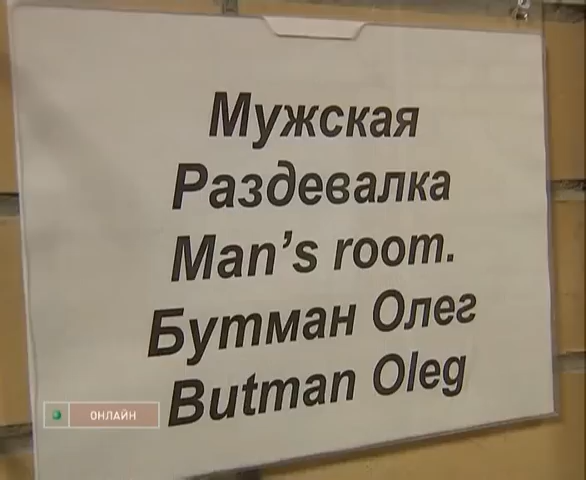 Мужская
Раздевалка
Man's room.
Бутман Олег
Butman Oleg
ОНЛАЙН